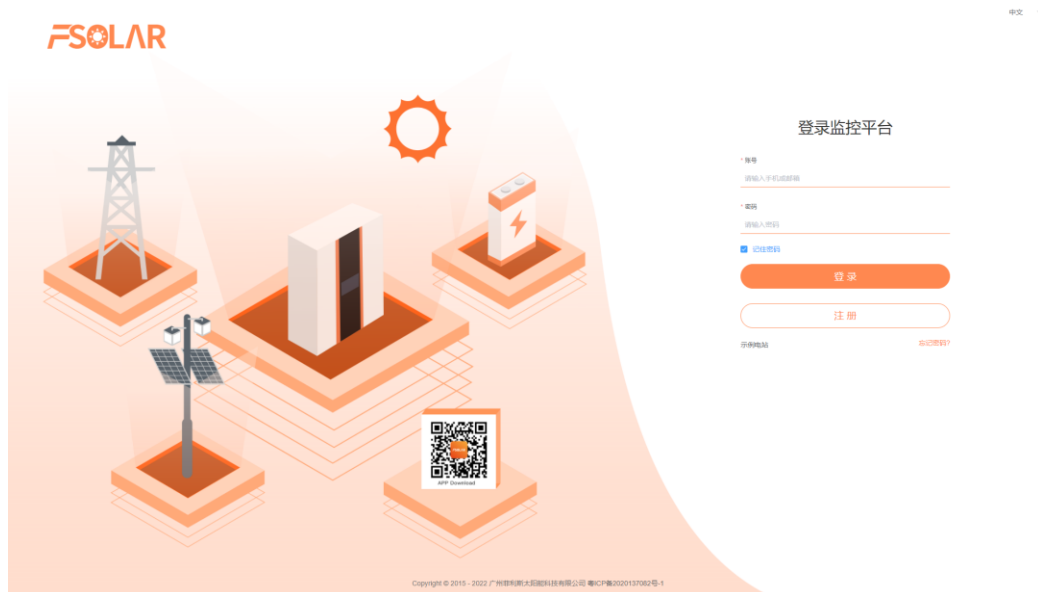 中文
FSOLAR
登录监控平台
* 账号
请输入手机或邮箱
* 密码
请输入密码
记住密码
登 录
注 册
示例电站 忘记密码?
APP Download
Copyright © 2015 - 2022 广州菲利斯太阳能科技有限公司 粤ICP备2020137082号-1